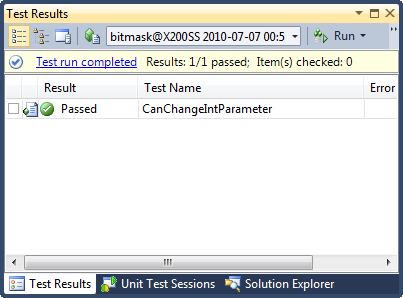 Test Results
bitmask@X200SS 2010-07-07 00:5 Run
Test run completed Results: 1/1 passed; Item(s) checked: 0
Result Test Name Error
Passed CanChangeIntParameter
Test Results Unit Test Sessions Solution Explorer